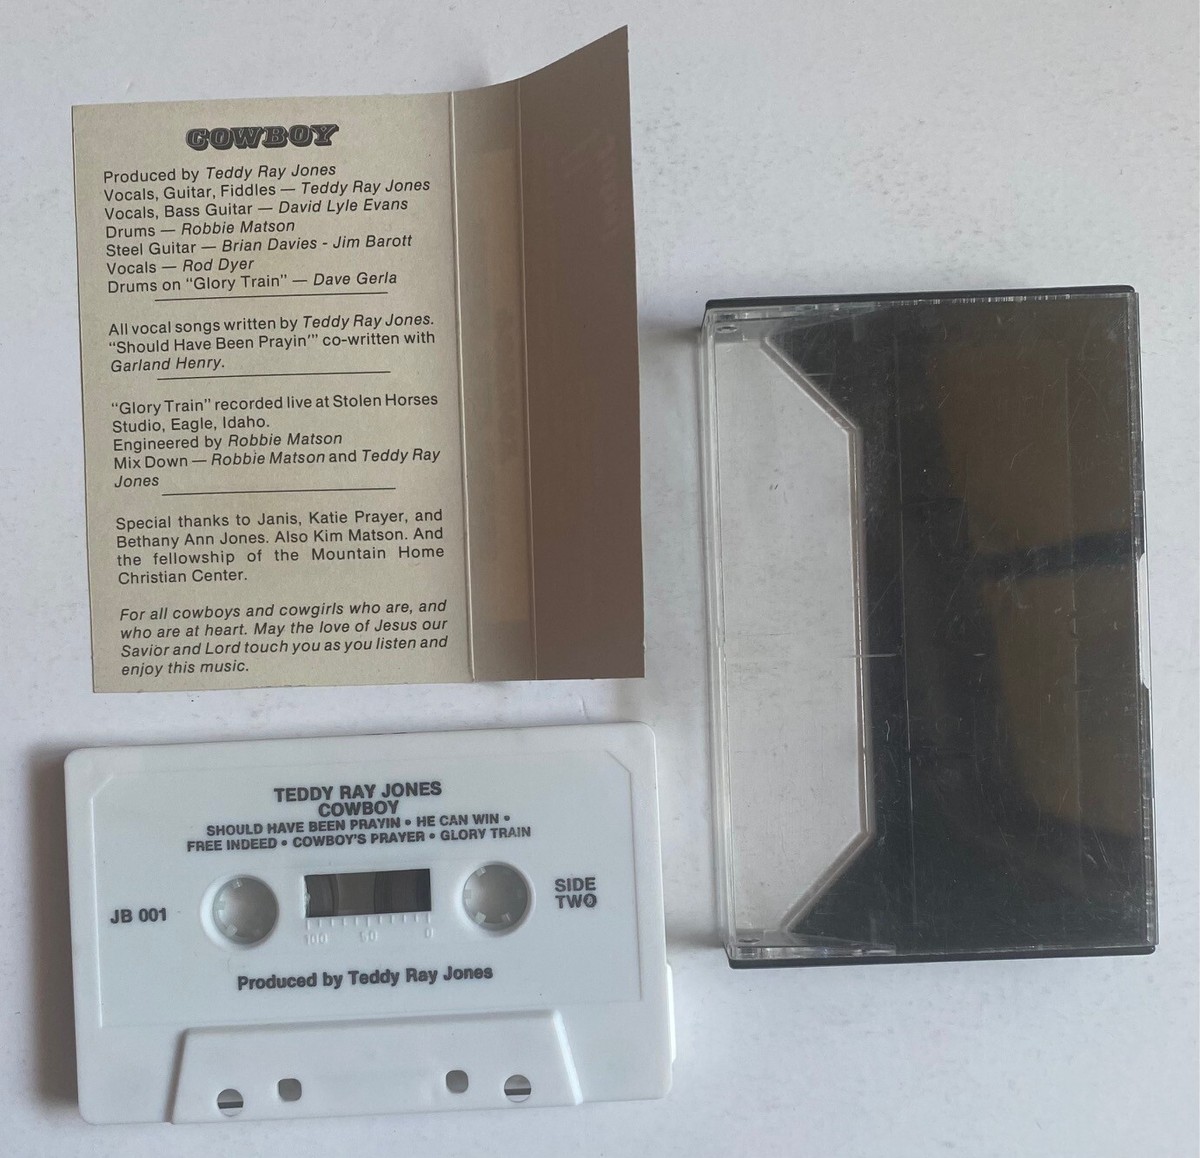 COWBOY
Produced by Teddy Ray Jones
Vocals, Guitar, Fiddles — Teddy Ray Jones
Vocals, Bass Guitar — David Lyle Evans
Drums — Robbie Matson
Steel Guitar — Brian Davies - Jim Barott
Vocals — Rod Dyer
Drums on “Glory Train” — Dave Gerla
All vocal songs written by Teddy Ray Jones.
“Should Have Been Prayin’” co-written with
Garland Henry.
“Glory Train” recorded live at Stolen Horses
Studio, Eagle, Idaho.
Engineered by Robbie Matson
Mix Down — Robbie Matson and Teddy Ray
Jones
Special thanks to Janis, Katie Prayer, and
Bethany Ann Jones. Also Kim Matson. And
the fellowship of the Mountain Home
Christian Center.
For all cowboys and cowgirls who are, and
who are at heart. May the love of Jesus our
Savior and Lord touch you as you listen and
enjoy this music.
TEDDY RAY JONES
COWBOY
SHOULD HAVE BEEN PRAYIN • HE CAN WIN •
FREE INDEED • COWBOY'S PRAYER • GLORY TRAIN
JB 001
SIDE
TWO
100 50 0
Produced by Teddy Ray Jones